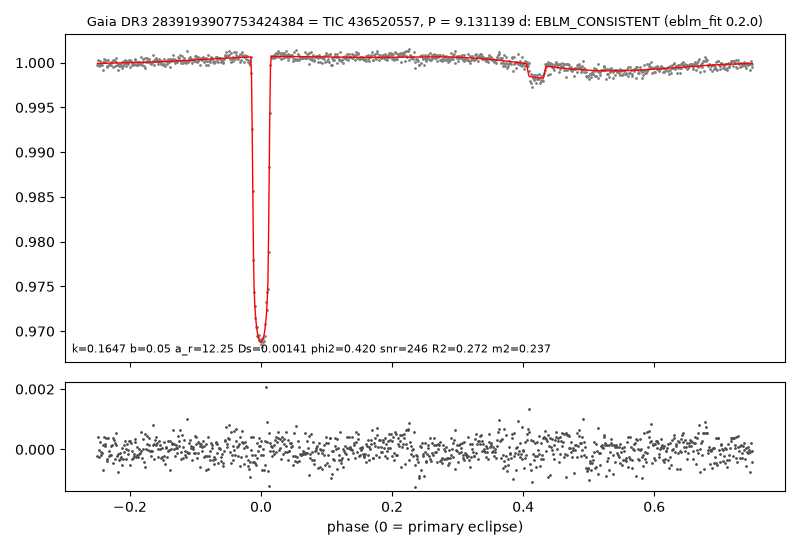 Gaia DR3 2839193907753424384 = TIC 436520557, P = 9.131139 d: EBLM_CONSISTENT (eblm_fit 0.2.0)
1.000
0.995
0.990
0.985
0.980
0.975
0.970
k=0.1647 b=0.05 a_r=12.25 Ds=0.00141 phi2=0.420 snr=246 R2=0.272 m2=0.237
0.002
0.000
−0.2 0.0 0.2 0.4 0.6
phase (0 = primary eclipse)